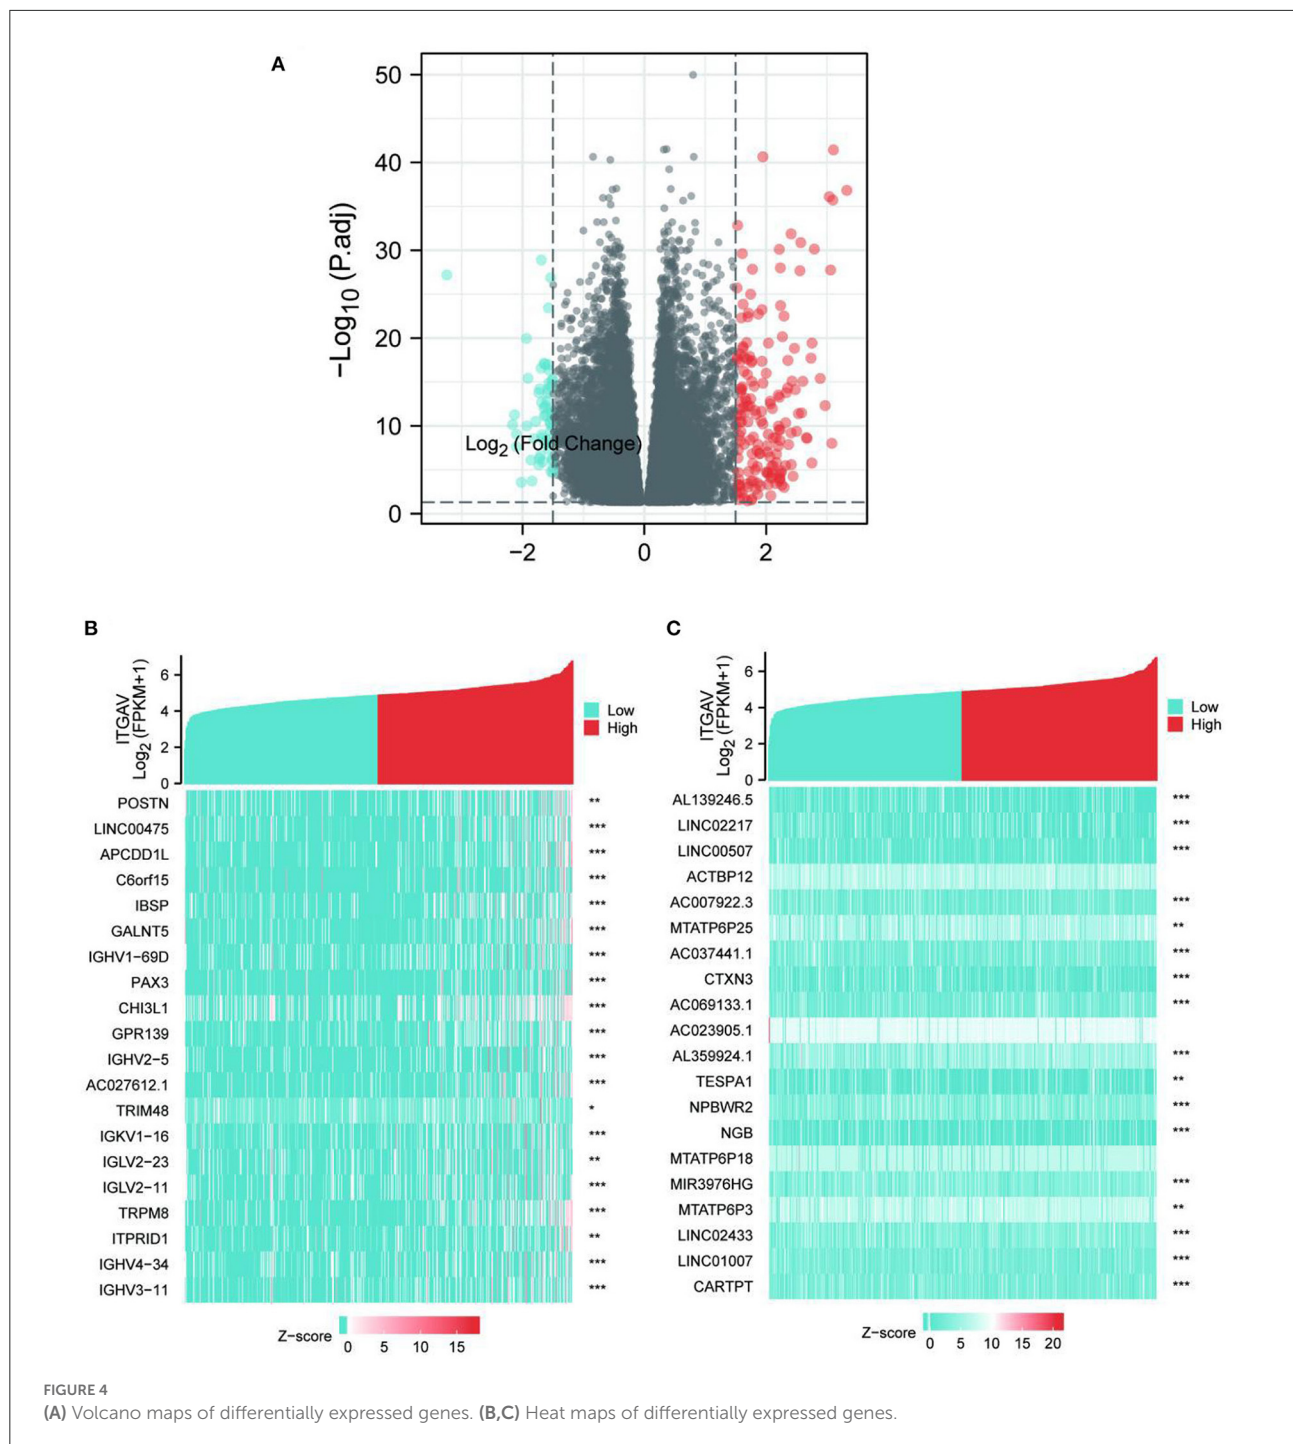 A
−Log10 (P.adj)
50
40
30
20
10
0
Log2 (Fold Change)
−2 0 2
B
ITGAV
Log2 (FPKM+1)
6
4
2
0
Low
High
POSTN **
LINC00475 ***
APCDD1L ***
C6orf15 ***
IBSP ***
GALNT5 ***
IGHV1−69D ***
PAX3 ***
CHI3L1 ***
GPR139 ***
IGHV2−5 ***
AC027612.1 ***
TRIM48 *
IGKV1−16 ***
IGLV2−23 **
IGLV2−11 ***
TRPM8 ***
ITPRID1 **
IGHV4−34 ***
IGHV3−11 ***
Z−score
0 5 10 15
C
ITGAV
Log2 (FPKM+1)
6
4
2
0
Low
High
AL139246.5 ***
LINC02217 ***
LINC00507 ***
ACTBP12
AC007922.3 ***
MTATP6P25 **
AC037441.1 ***
CTXN3 ***
AC069133.1 ***
AC023905.1
AL359924.1 ***
TESPA1 **
NPBWR2 ***
NGB ***
MTATP6P18
MIR3976HG ***
MTATP6P3 **
LINC02433 ***
LINC01007 ***
CARTPT ***
Z−score
0 5 10 15 20
FIGURE 4
(A) Volcano maps of differentially expressed genes. (B,C) Heat maps of differentially expressed genes.